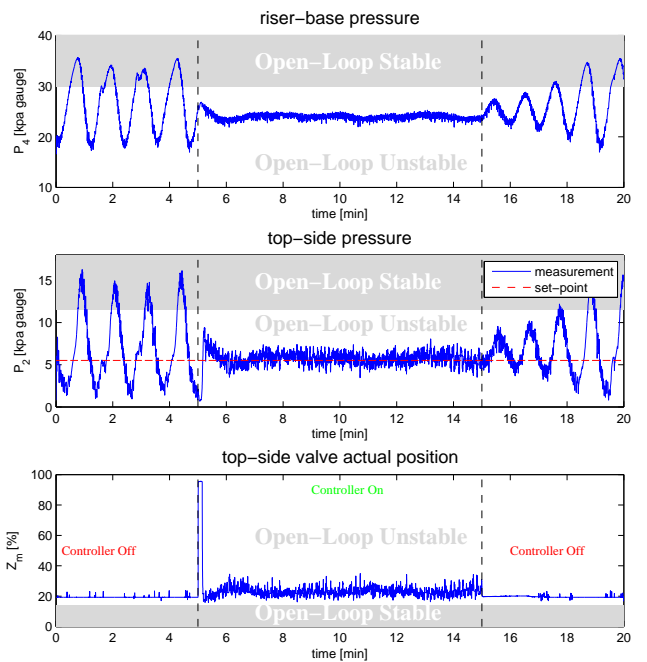 riser−base pressure
40
30
20
10
P4 [kpa gauge]
Open−Loop Stable
Open−Loop Unstable
0 2 4 6 8 10 12 14 16 18 20
time [min]
top−side pressure
15
10
5
0
P2 [kpa gauge]
Open−Loop Stable
measurement
set−point
Open−Loop Unstable
0 2 4 6 8 10 12 14 16 18 20
time [min]
top−side valve actual position
100
80
60
40
20
0
Zm [%]
Controller On
Open−Loop Unstable
Controller Off
Controller Off
Open−Loop Stable
0 2 4 6 8 10 12 14 16 18 20
time [min]